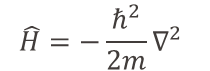 Ĥ = −ħ²/2m ∇²